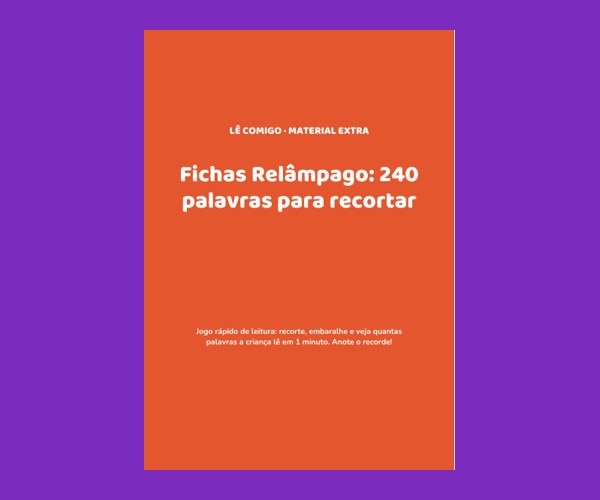 LÊ COMIGO · MATERIAL EXTRA
Fichas Relâmpago: 240
palavras para recortar
Jogo rápido de leitura: recorte, embaralhe e veja quantas
palavras a criança lê em 1 minuto. Anote o recorde!